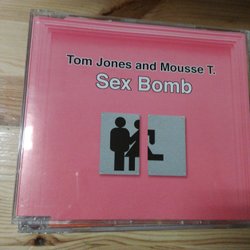 Tom Jones and Mousse T.
Sex Bomb